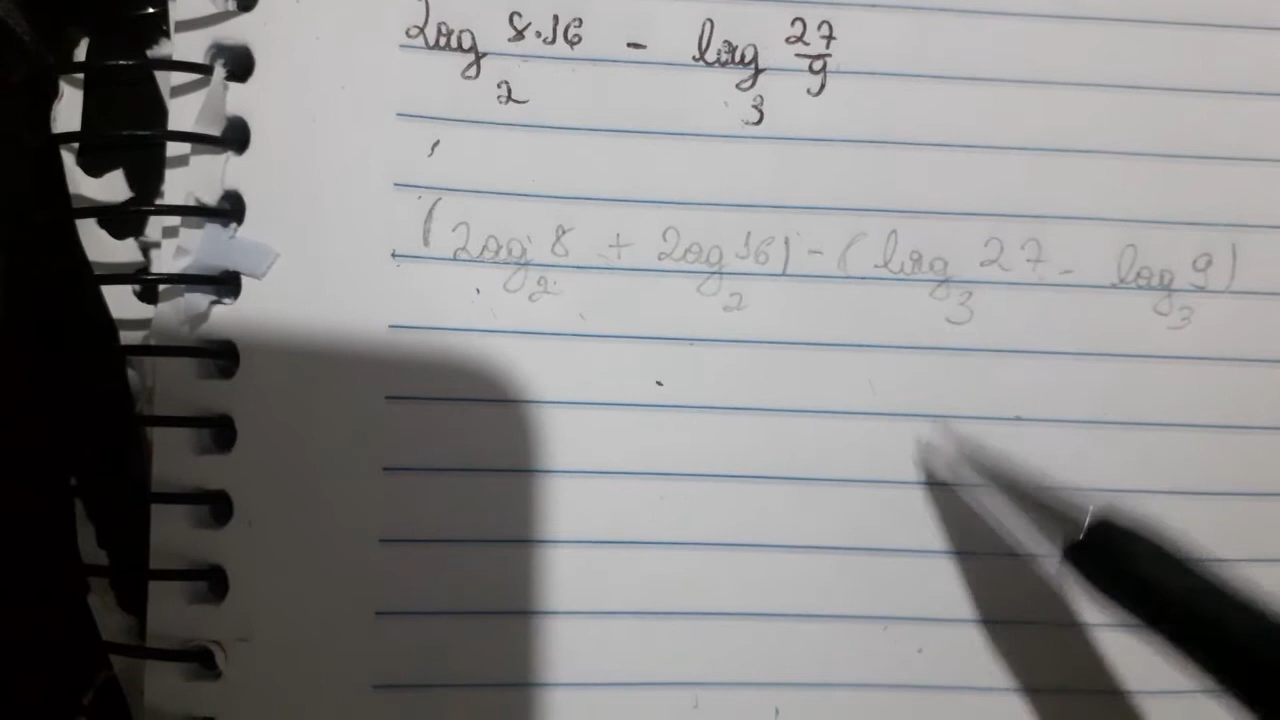 log₂ 8.16 - log₃ 27/9
(log₂ 8 + log₂ 16) - (log₃ 27 - log₃ 9)